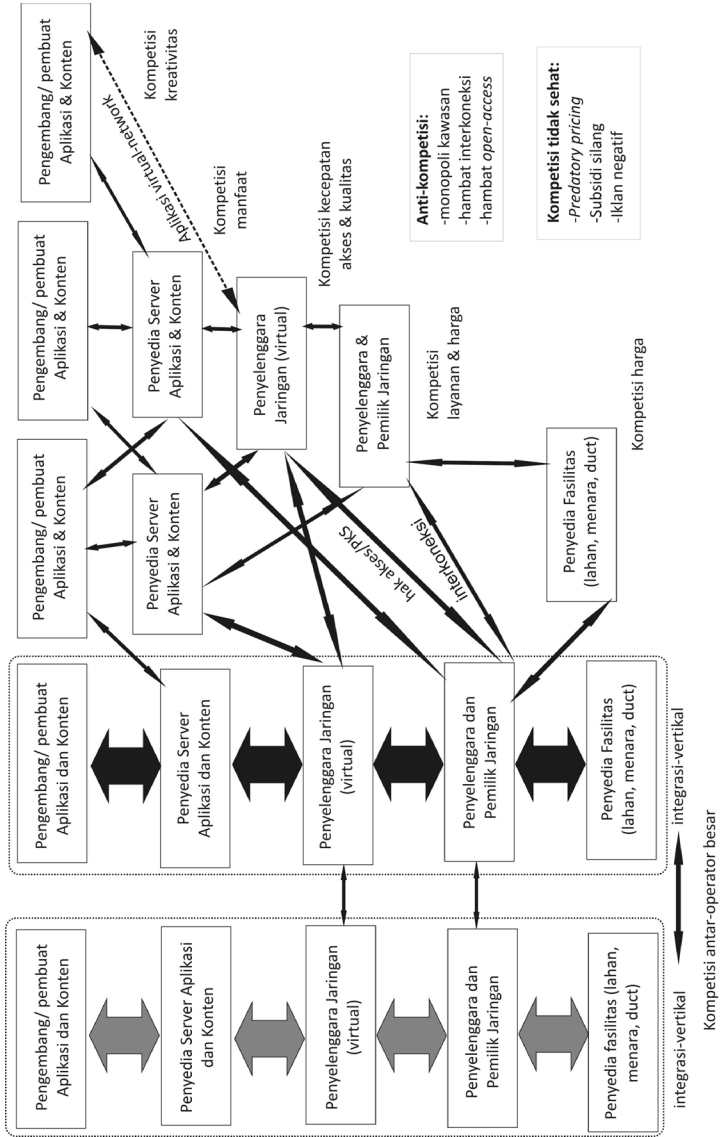 Pengembang/ pembuat
Aplikasi dan Konten
Penyedia Server Aplikasi
dan Konten
Penyelenggara Jaringan
(virtual)
Penyelenggara dan
Pemilik Jaringan
Penyedia fasilitas (lahan,
menara, duct)
integrasi-vertikal
Pengembang/ pembuat
Aplikasi dan Konten
Penyedia Server
Aplikasi dan Konten
Penyelenggara Jaringan
(virtual)
Penyelenggara dan
Pemilik Jaringan
Penyedia Fasilitas
(lahan, menara, duct)
integrasi-vertikal
Kompetisi antar-operator besar
Pengembang/ pembuat
Aplikasi & Konten
Penyedia Server
Aplikasi & Konten
Pengembang/ pembuat
Aplikasi & Konten
Penyedia Server
Aplikasi & Konten
Penyelenggara
Jaringan (virtual)
Penyelenggara &
Pemilik Jaringan
Penyedia Fasilitas
(lahan, menara, duct)
hak akses/PKS
interkoneksi
Pengembang/ pembuat
Aplikasi & Konten
Aplikasi virtual-network
Kompetisi
kreativitas
Kompetisi
manfaat
Kompetisi kecepatan
akses & kualitas
Kompetisi
layanan & harga
Kompetisi harga
Anti-kompetisi:
-monopoli kawasan
-hambat interkoneksi
-hambat open-access
Kompetisi tidak sehat:
-Predatory pricing
-Subsidi silang
-Iklan negatif